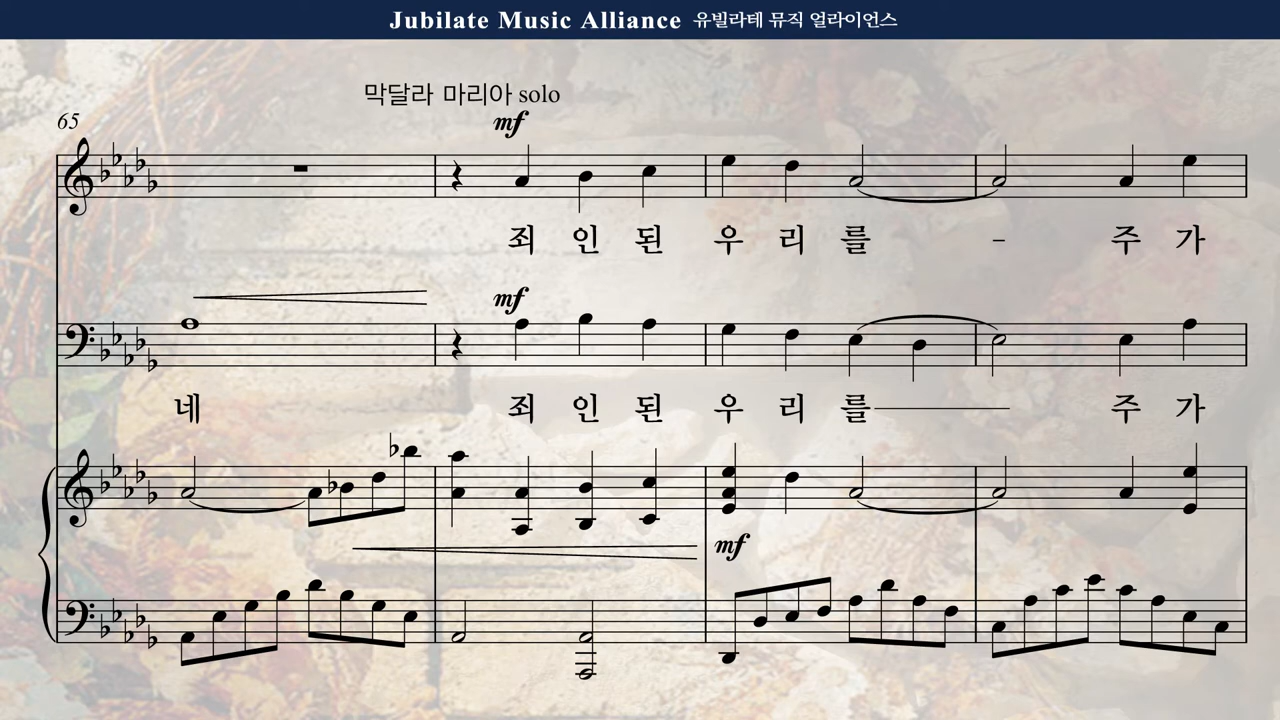 Jubilate Music Alliance 유빌라테 뮤직 얼라이언스
막달라 마리아 solo
65
mf
죄 인 된 우 리 를 - 주 가
mf
네 죄 인 된 우 리 를 주 가
mf